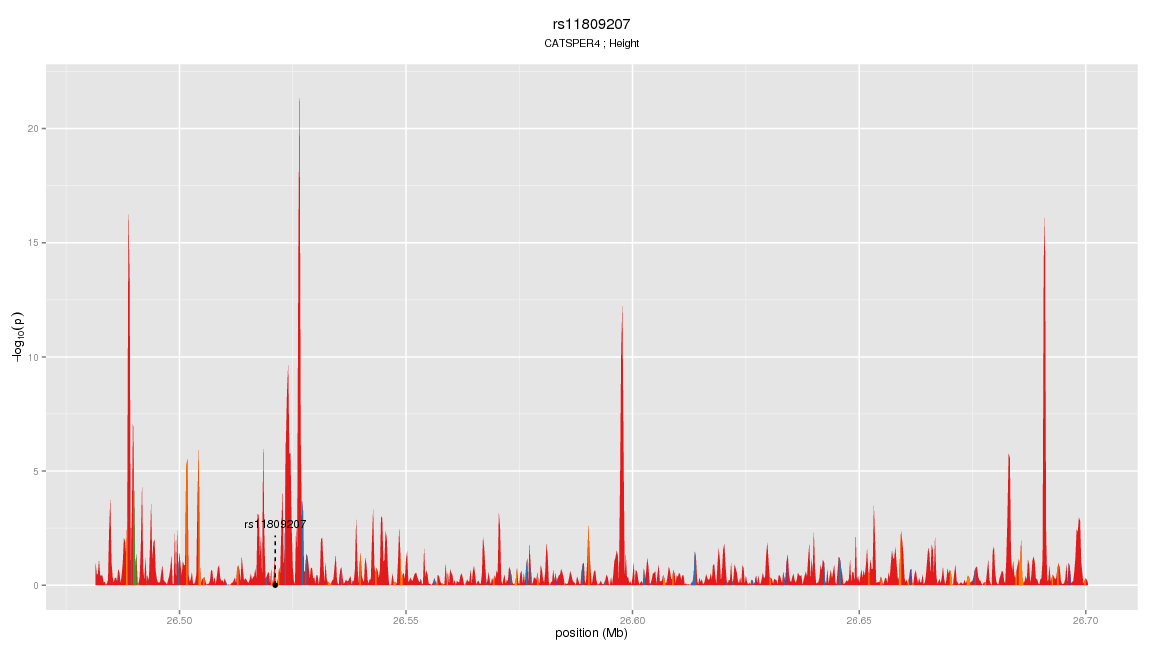 rs11809207
CATSPER4 ; Height
20
15
10
5
0
−log10(p)
rs11809207
26.50 26.55 26.60 26.65 26.70
position (Mb)